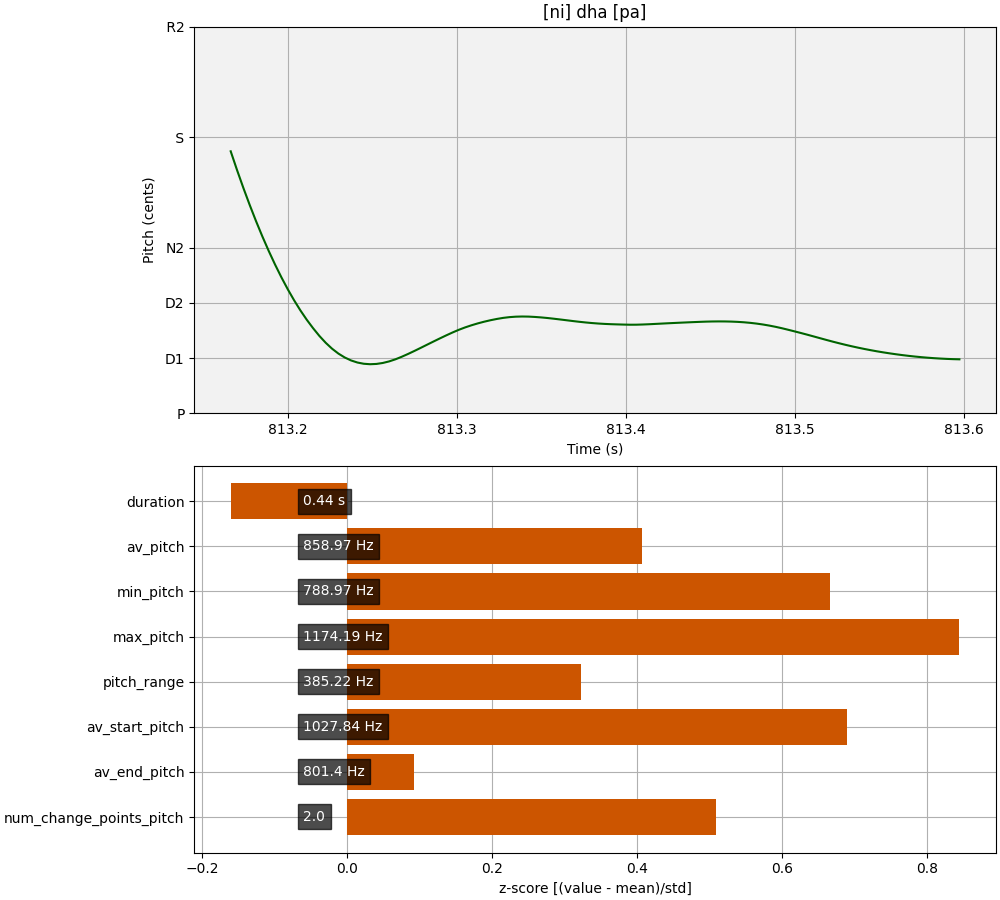 [ni] dha [pa]
R2
S
N2
D2
D1
P
Pitch (cents)
813.2 813.3 813.4 813.5 813.6
Time (s)
duration 0.44 s
av_pitch 858.97 Hz
min_pitch 788.97 Hz
max_pitch 1174.19 Hz
pitch_range 385.22 Hz
av_start_pitch 1027.84 Hz
av_end_pitch 801.4 Hz
num_change_points_pitch 2.0
−0.2 0.0 0.2 0.4 0.6 0.8
z-score [(value - mean)/std]